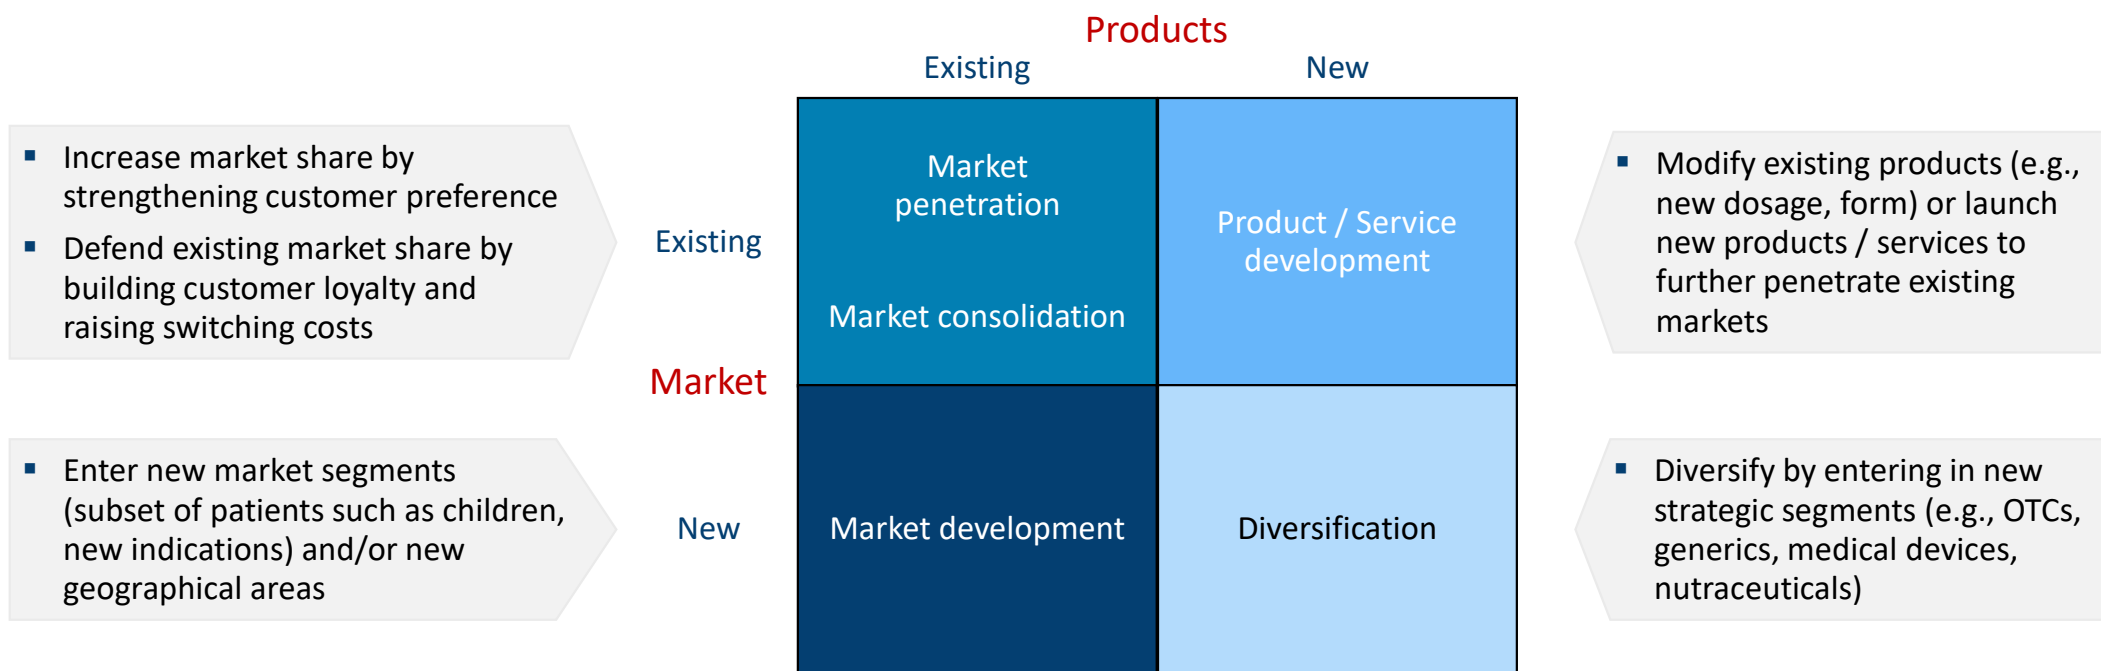 Products
Existing
New
▪ Increase market share by
strengthening customer preference
▪ Defend existing market share by
building customer loyalty and
raising switching costs
Existing
Market
penetration
Market consolidation
Product / Service
development
▪ Modify existing products (e.g.,
new dosage, form) or launch
new products / services to
further penetrate existing
markets
Market
▪ Enter new market segments
(subset of patients such as children,
new indications) and/or new
geographical areas
New
Market development
Diversification
▪ Diversify by entering in new
strategic segments (e.g., OTCs,
generics, medical devices,
nutraceuticals)